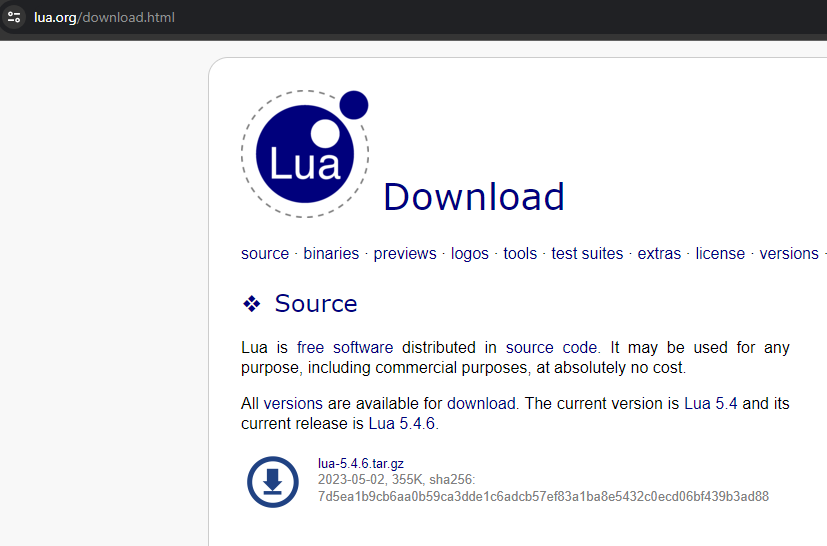 lua.org/download.html
Lua
Download
source · binaries · previews · logos · tools · test suites · extras · license · versions ·
❖ Source
Lua is free software distributed in source code. It may be used for any
purpose, including commercial purposes, at absolutely no cost.
All versions are available for download. The current version is Lua 5.4 and its
current release is Lua 5.4.6.
lua-5.4.6.tar.gz
2023-05-02, 355K, sha256:
7d5ea1b9cb6aa0b59ca3dde1c6adcb57ef83a1ba8e5432c0ecd06bf439b3ad88